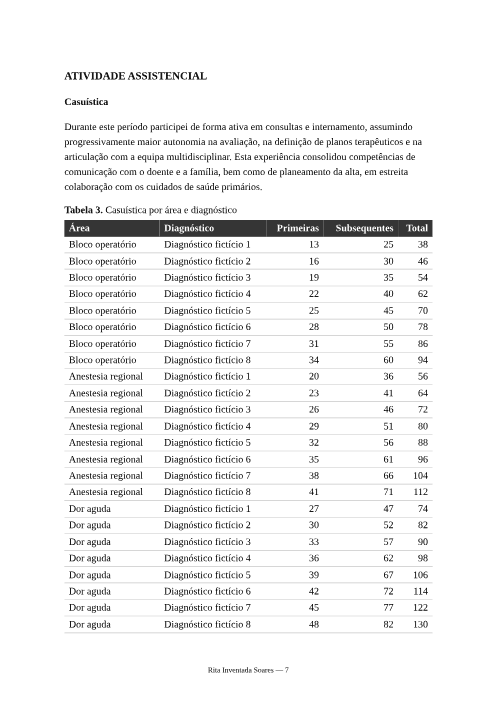 ATIVIDADE ASSISTENCIAL
Casuística
Durante este período participei de forma ativa em consultas e internamento, assumindo
progressivamente maior autonomia na avaliação, na definição de planos terapêuticos e na
articulação com a equipa multidisciplinar. Esta experiência consolidou competências de
comunicação com o doente e a família, bem como de planeamento da alta, em estreita
colaboração com os cuidados de saúde primários.
Tabela 3. Casuística por área e diagnóstico
Área Diagnóstico Primeiras Subsequentes Total
Bloco operatório Diagnóstico fictício 1 13 25 38
Bloco operatório Diagnóstico fictício 2 16 30 46
Bloco operatório Diagnóstico fictício 3 19 35 54
Bloco operatório Diagnóstico fictício 4 22 40 62
Bloco operatório Diagnóstico fictício 5 25 45 70
Bloco operatório Diagnóstico fictício 6 28 50 78
Bloco operatório Diagnóstico fictício 7 31 55 86
Bloco operatório Diagnóstico fictício 8 34 60 94
Anestesia regional Diagnóstico fictício 1 20 36 56
Anestesia regional Diagnóstico fictício 2 23 41 64
Anestesia regional Diagnóstico fictício 3 26 46 72
Anestesia regional Diagnóstico fictício 4 29 51 80
Anestesia regional Diagnóstico fictício 5 32 56 88
Anestesia regional Diagnóstico fictício 6 35 61 96
Anestesia regional Diagnóstico fictício 7 38 66 104
Anestesia regional Diagnóstico fictício 8 41 71 112
Dor aguda Diagnóstico fictício 1 27 47 74
Dor aguda Diagnóstico fictício 2 30 52 82
Dor aguda Diagnóstico fictício 3 33 57 90
Dor aguda Diagnóstico fictício 4 36 62 98
Dor aguda Diagnóstico fictício 5 39 67 106
Dor aguda Diagnóstico fictício 6 42 72 114
Dor aguda Diagnóstico fictício 7 45 77 122
Dor aguda Diagnóstico fictício 8 48 82 130
Rita Inventada Soares — 7